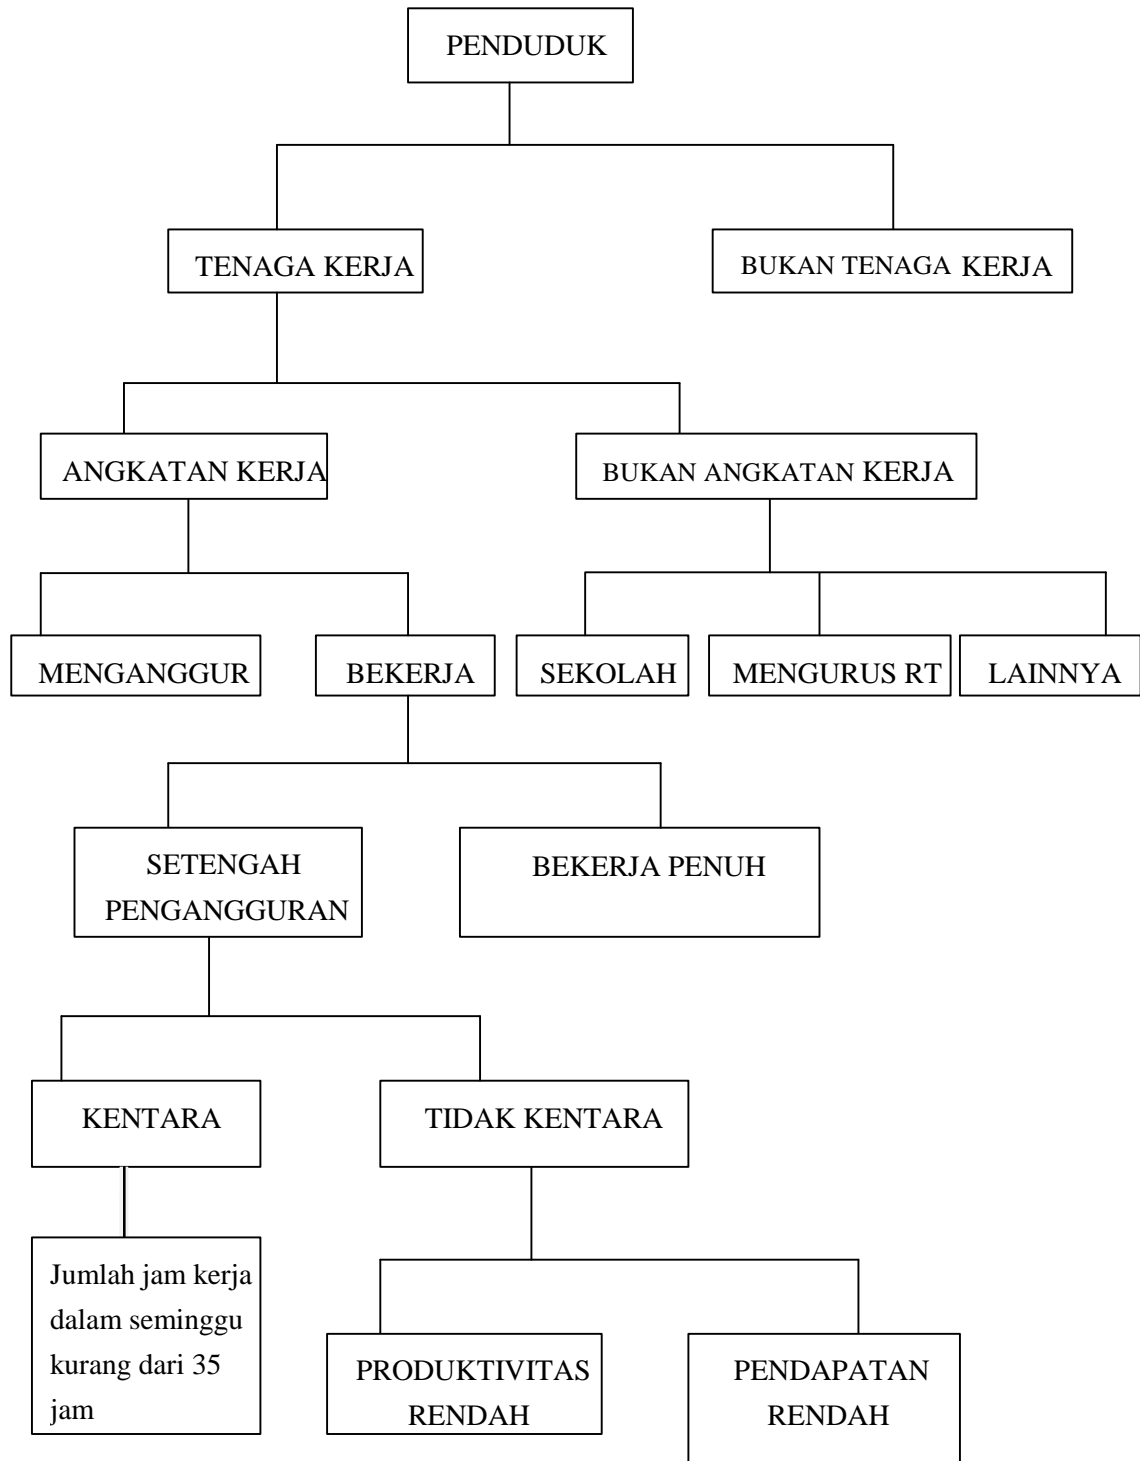 PENDUDUK
TENAGA KERJA
BUKAN TENAGA KERJA
ANGKATAN KERJA
BUKAN ANGKATAN KERJA
MENGANGGUR
BEKERJA
SEKOLAH
MENGURUS RT
LAINNYA
SETENGAH
PENGANGGURAN
BEKERJA PENUH
KENTARA
TIDAK KENTARA
Jumlah jam kerja
dalam seminggu
kurang dari 35
jam
PRODUKTIVITAS
RENDAH
PENDAPATAN
RENDAH